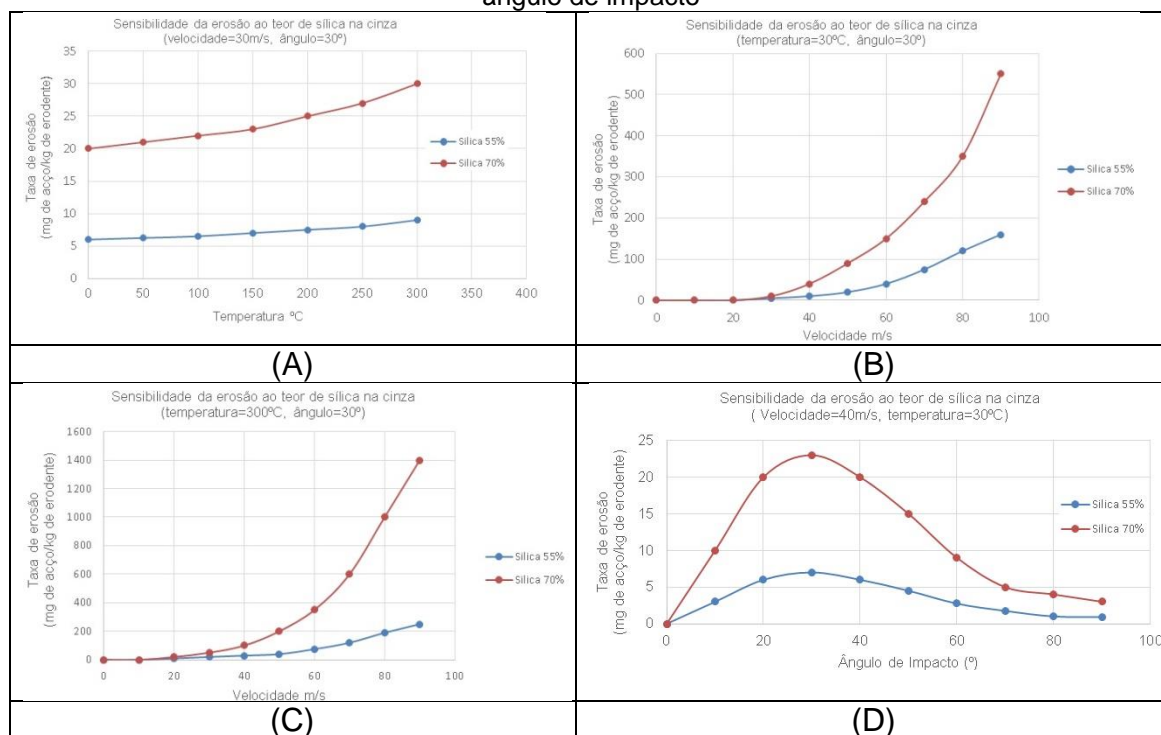 ângulo de impacto
Sensibilidade da erosão ao teor de sílica na cinza
(velocidade=30m/s, ângulo=30º)
Taxa de erosão
(mg de acço/kg de erodente)
35
30
25
20
15
10
5
0
0 50 100 150 200 250 300 350 400
Temperatura ºC
Silica 55%
Silica 70%
(A)
Sensibilidade da erosão ao teor de sílica na cinza
(temperatura=30ºC, ângulo=30º)
Taxa de erosão
(mg de acço/kg de erodente)
600
500
400
300
200
100
0
0 20 40 60 80 100
Velocidade m/s
Silica 55%
Silica 70%
(B)
Sensibilidade da erosão ao teor de sílica na cinza
(temperatura=300ºC, ângulo=30º)
Taxa de erosão
(mg de acço/kg de erodente)
1600
1400
1200
1000
800
600
400
200
0
0 20 40 60 80 100
Velocidade m/s
Silica 55%
Silica 70%
(C)
Sensibilidade da erosão ao teor de sílica na cinza
( Velocidade=40m/s, temperatura=30ºC)
Taxa de erosão
(mg de acço/kg de erodente)
25
20
15
10
5
0
0 20 40 60 80 100
Ângulo de Impacto (º)
Silica 55%
Silica 70%
(D)